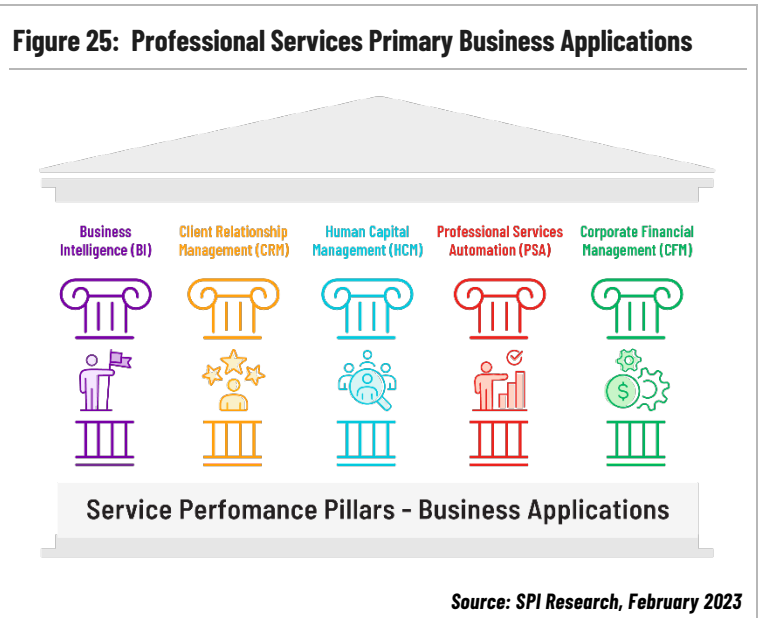 Figure 25: Professional Services Primary Business Applications
Business
Intelligence (BI)
Client Relationship
Management (CRM)
Human Capital
Management (HCM)
Professional Services
Automation (PSA)
Corporate Financial
Management (CFM)
$
Service Perfomance Pillars - Business Applications
Source: SPI Research, February 2023